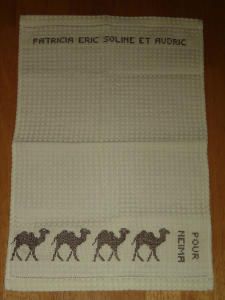 PATRICIA ERIC SOLINE ET AUDRIC
POUR
NEIMA